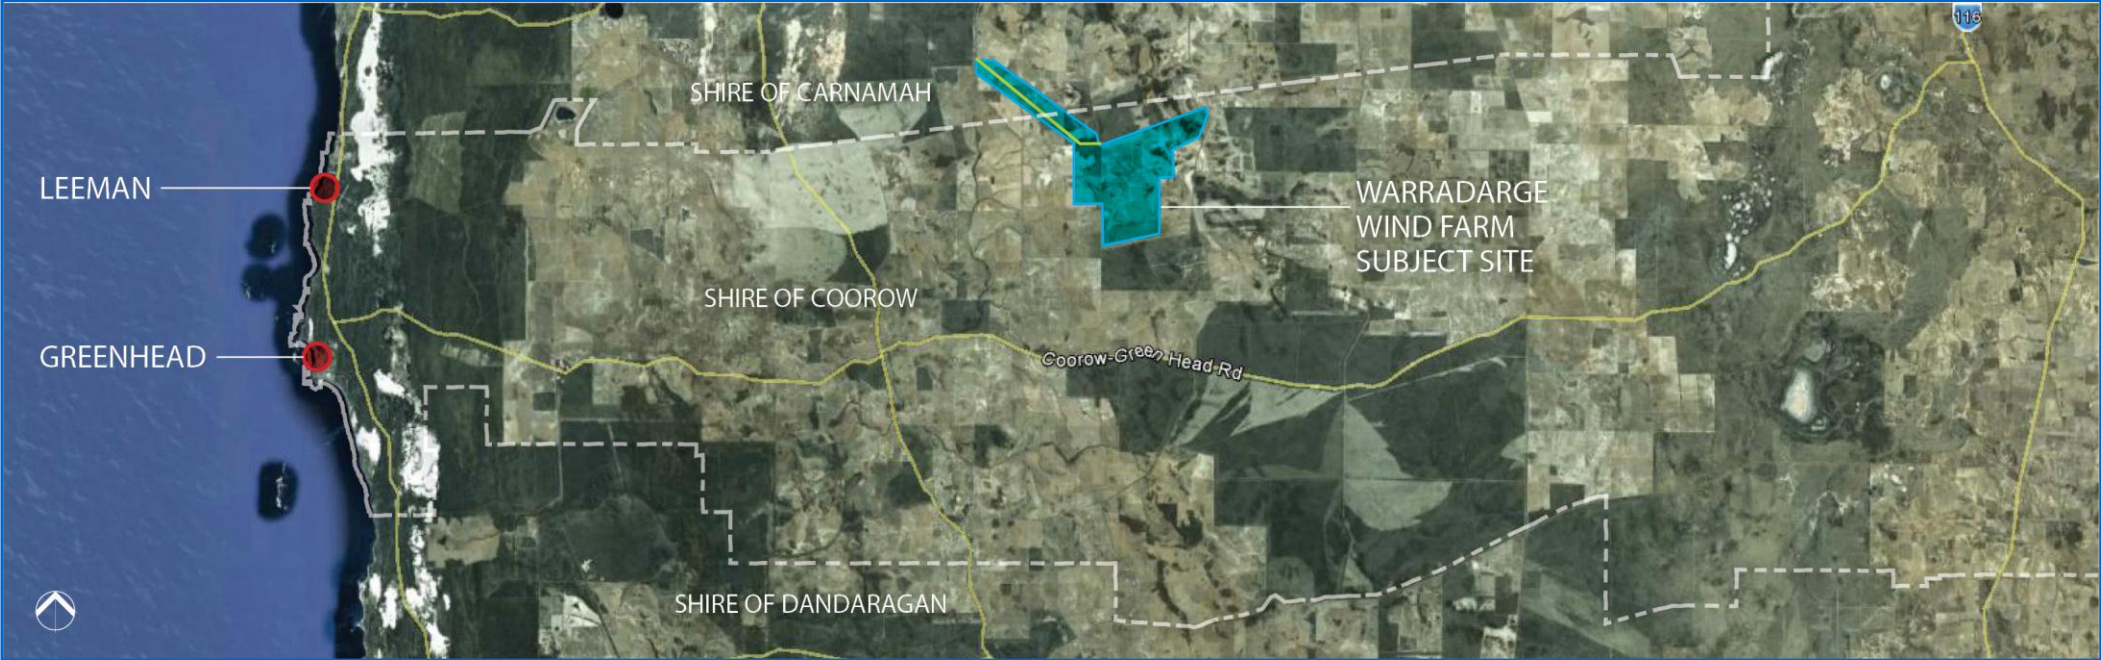 116
SHIRE OF CARNAMAH
LEEMAN
WARRADARGE
WIND FARM
SUBJECT SITE
SHIRE OF COOROW
GREENHEAD
Coorow-Green Head Rd
SHIRE OF DANDARAGAN